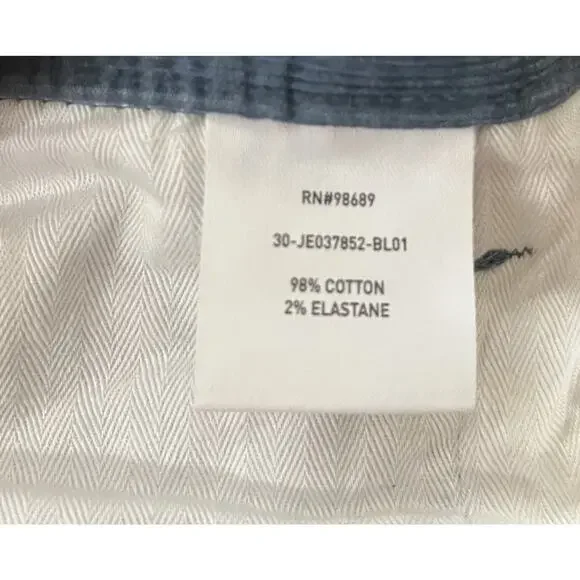 RN#98689
30-JE037852-BL01
98% COTTON
2% ELASTANE